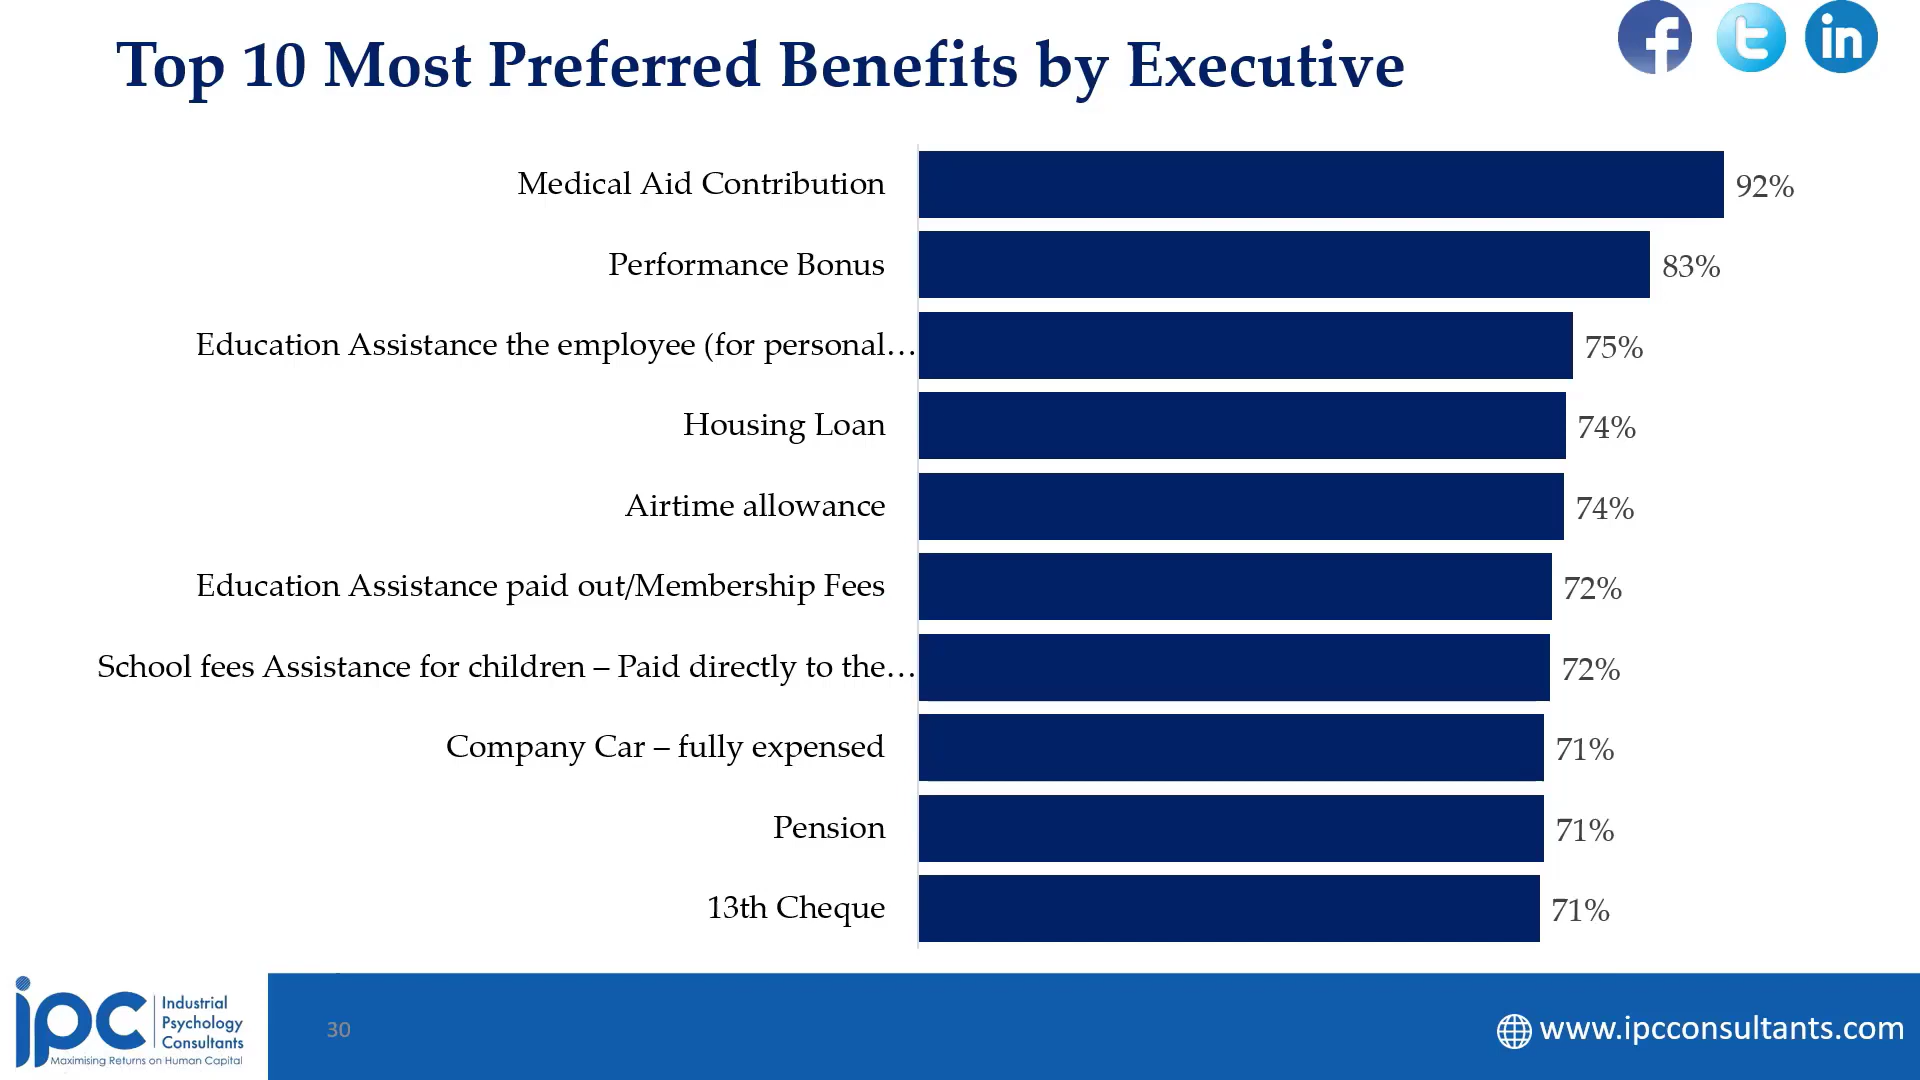 Top 10 Most Preferred Benefits by Executive
Medical Aid Contribution 92%
Performance Bonus 83%
Education Assistance the employee (for personal… 75%
Housing Loan 74%
Airtime allowance 74%
Education Assistance paid out/Membership Fees 72%
School fees Assistance for children – Paid directly to the… 72%
Company Car – fully expensed 71%
Pension 71%
13th Cheque 71%
ipc
Industrial
Psychology
Consultants
Maximising Returns on Human Capital
30
www.ipcconsultants.com